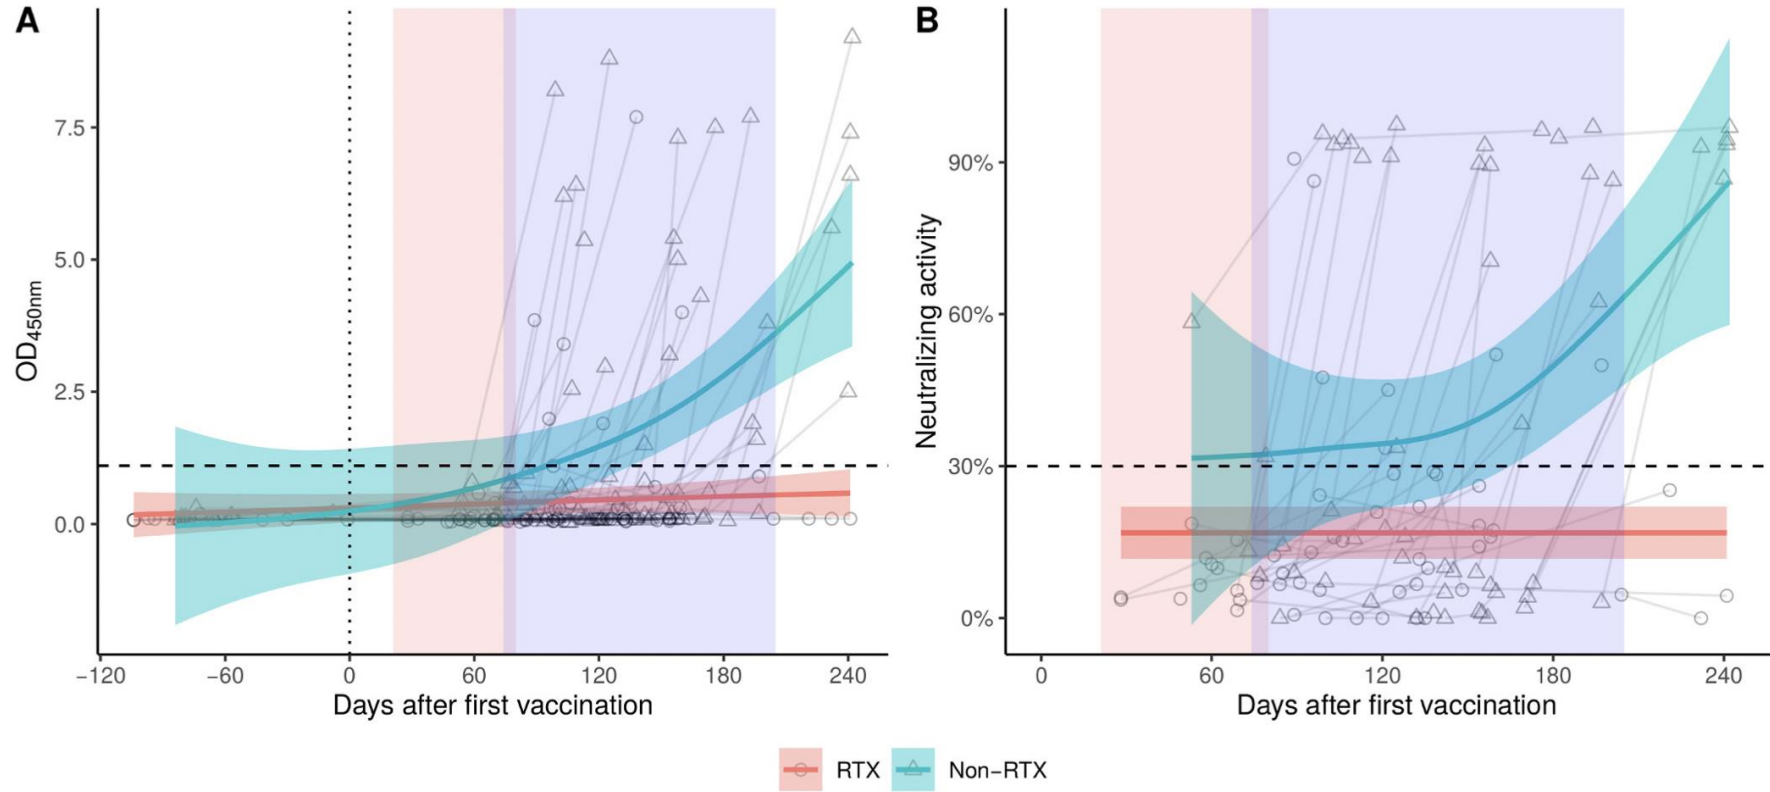 A
B
7.5
5.0
2.5
0.0
OD450nm
−120
−60
0
60
120
180
240
Days after first vaccination
90%
60%
30%
0%
Neutralizing activity
0
60
120
180
240
Days after first vaccination
RTX
Non−RTX